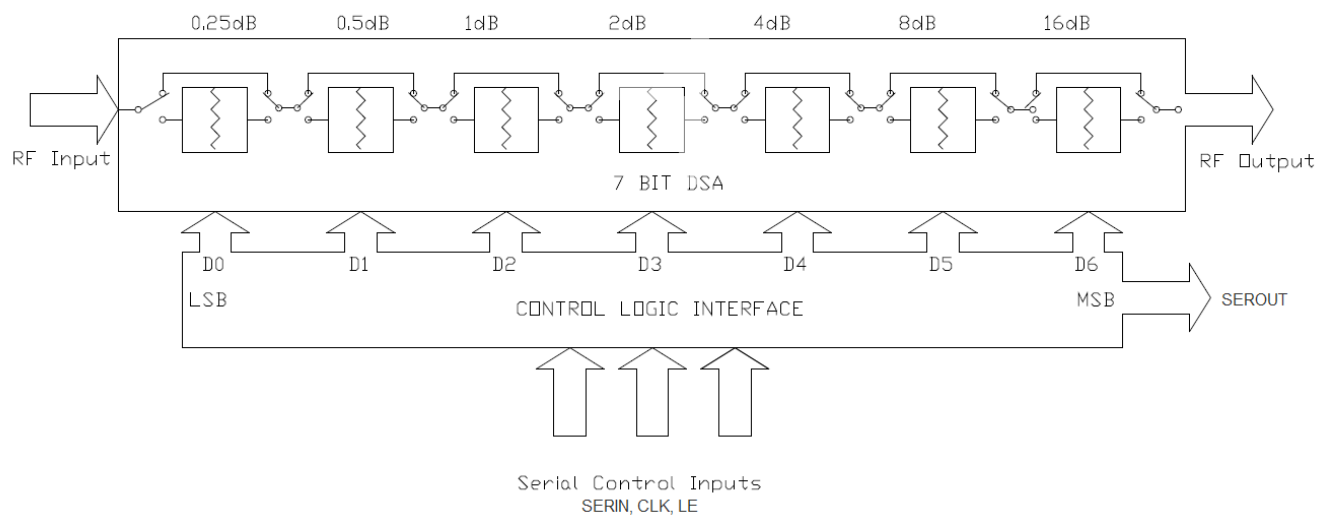 0.25dB 0.5dB 1dB 2dB 4dB 8dB 16dB
RF Input
RF Output
7 BIT DSA
D0 D1 D2 D3 D4 D5 D6
LSB
MSB
SEROUT
CONTROL LOGIC INTERFACE
Serial Control Inputs
SERIN, CLK, LE